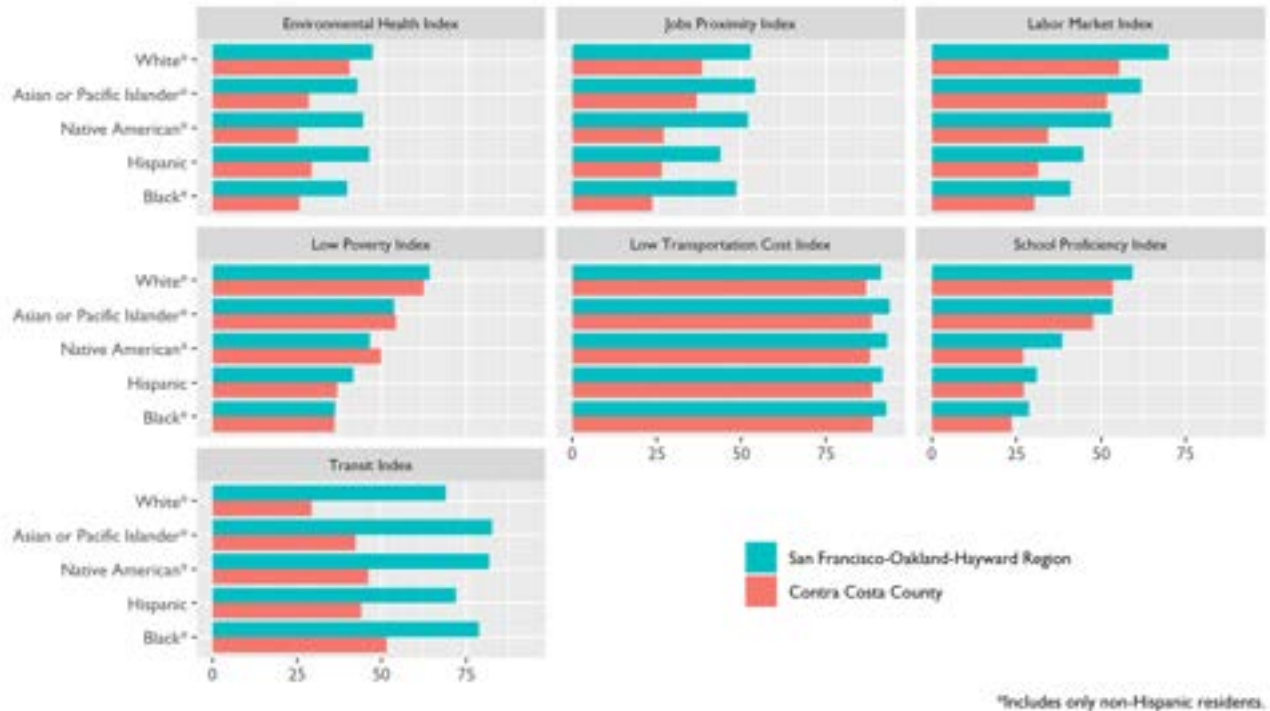 Environmental Health Index
Jobs Proximity Index
Labor Market Index
White*
Asian or Pacific Islander*
Native American*
Hispanic
Black*
Low Poverty Index
Low Transportation Cost Index
School Proficiency Index
White*
Asian or Pacific Islander*
Native American*
Hispanic
Black*
0 25 50 75
0 25 50 75
Transit Index
White*
Asian or Pacific Islander*
Native American*
Hispanic
Black*
0 25 50 75
San Francisco-Oakland-Hayward Region
Contra Costa County
*Includes only non-Hispanic residents.